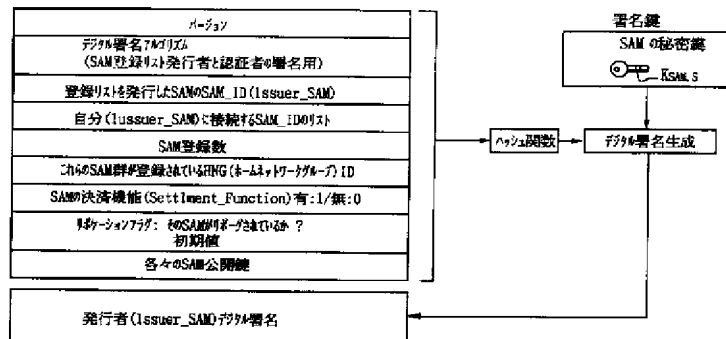 バージョン
デジタル署名アルゴリズム
(SAM登録リスト発行者と認証者の署名用)
登録リストを発行したSAMのSAM_ID(Issuer_SAM)
自分(Iussuer_SAM)に接続するSAM_IDのリスト
SAM登録数
これらのSAM群が登録されているHNG(ホームネットワークグループ)ID
SAMの決済機能(Settlment_Function)有:1/無:0
リボケーションフラグ: そのSAMがリボークされているか ?
初期値
各々のSAM公開鍵
発行者(Issuer_SAM)デジタル署名
ハッシュ関数
署名鍵
SAM の秘密鍵
KSAM,S
デジタル署名生成